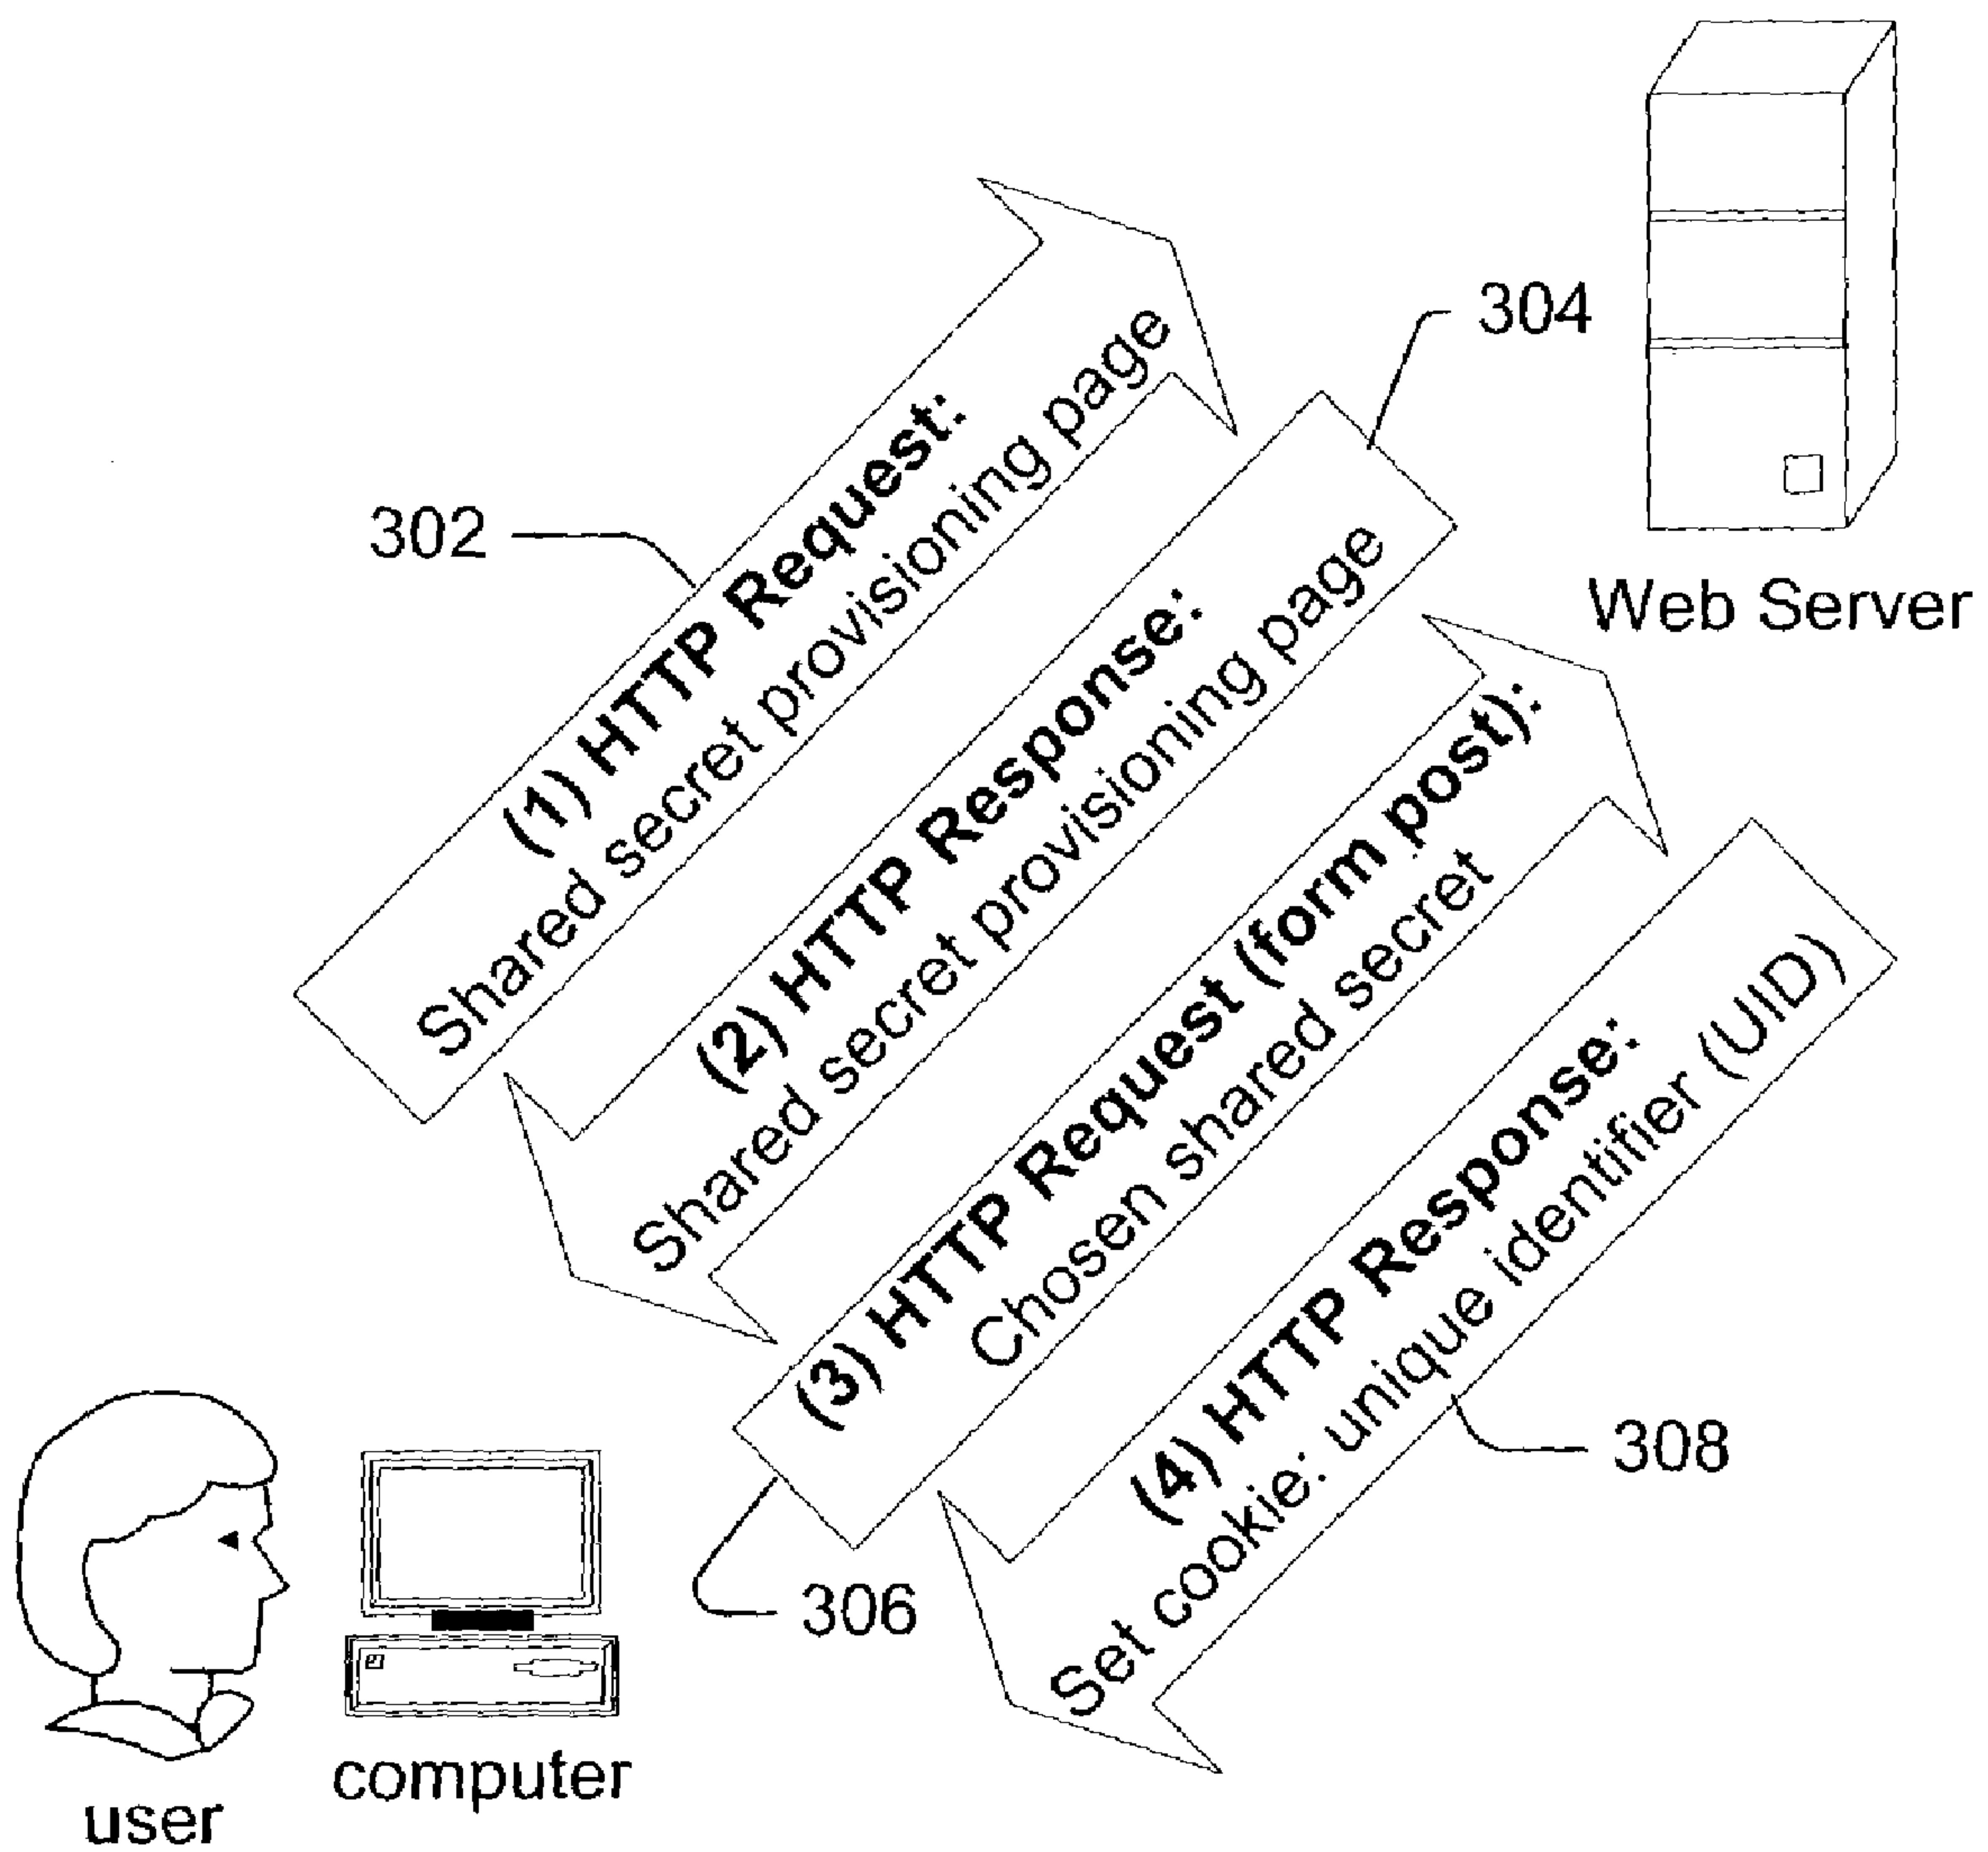 304
302
Web Server
(1) HTTP Request:
Shared secret provisioning page
(2) HTTP Response:
Shared secret provisioning page
(3) HTTP Request (form post):
Chosen shared secret
(4) HTTP Response:
Set cookie: unique identifier (UID)
308
306
computer
user